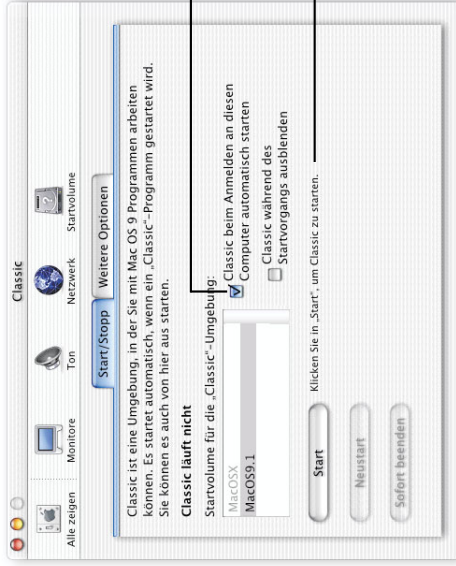 Classic
Alle zeigen
Monitore
Ton
Netzwerk
Startvolume
Start/Stopp
Weitere Optionen
Classic ist eine Umgebung, in der Sie mit Mac OS 9 Programmen arbeiten
können. Es startet automatisch, wenn ein „Classic“-Programm gestartet wird.
Sie können es auch von hier aus starten.
Classic läuft nicht
Startvolume für die „Classic“-Umgebung:
MacOSX
MacOS9.1
Classic beim Anmelden an diesen
Computer automatisch starten
Classic während des
Startvorgangs ausblenden
Start
Klicken Sie in „Start“, um Classic zu starten.
Neustart
Sofort beenden